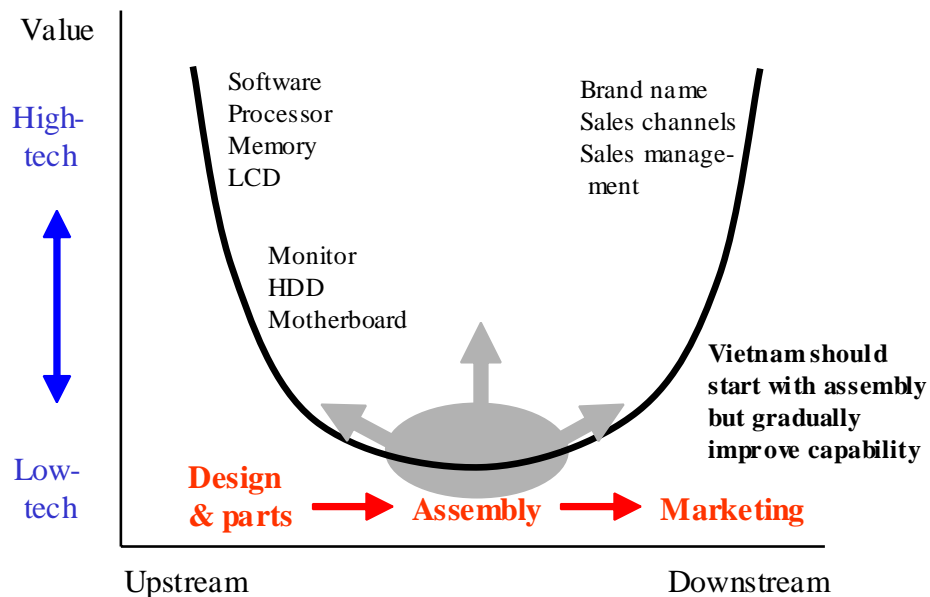 Value
High-
tech
Low-
tech
Software
Processor
Memory
LCD
Monitor
HDD
Motherboard
Brand name
Sales channels
Sales manage-
ment
Vietnam should
start with assembly
but gradually
improve capability
Design
& parts
Assembly
Marketing
Upstream
Downstream